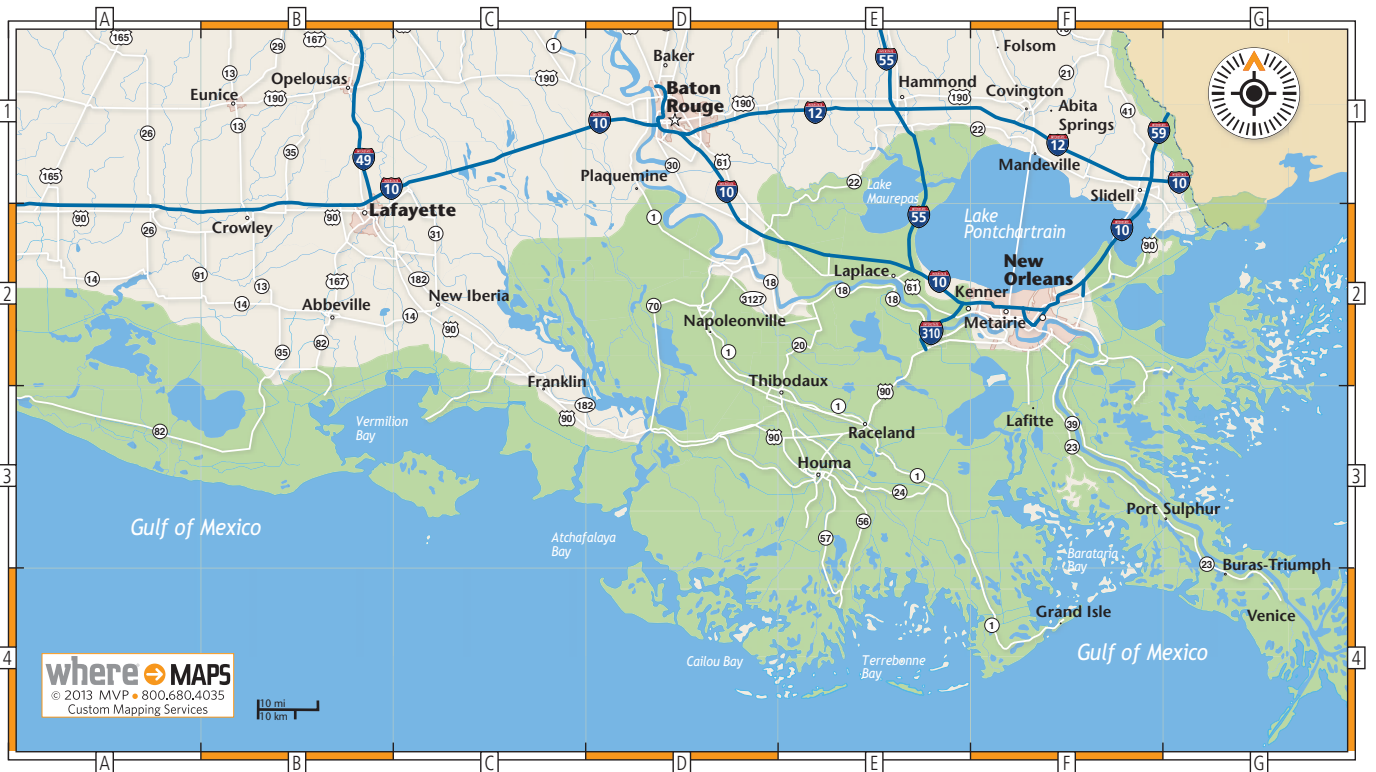 A
B
C
D
E
F
G
165
29
167
1
Baker
55
Folsom
13
Opelousas
190
Hammond
21
Eunice
190
Baton
Rouge
190
12
190
Covington
1
10
Abita
Springs
41
59
1
13
26
35
49
22
12
Mandeville
165
10
30
61
Plaquemine
10
22
Lake
Maurepas
Slidell
10
90
90
Lafayette
1
55
Lake
Pontchartrain
10
26
Crowley
31
90
14
91
13
167
182
18
Laplace
10
New
Orleans
2
14
Abbeville
New Iberia
70
3127
18
18
61
Kenner
2
14
90
Napoleonville
310
Metairie
35
82
1
20
Franklin
Thibodaux
90
182
90
1
Lafitte
39
82
Vermilion
Bay
90
Raceland
23
3
Houma
1
3
24
Gulf of Mexico
56
Port Sulphur
57
Atchafalaya
Bay
Barataria
Bay
23
Buras-Triumph
1
Grand Isle
Venice
4
Cailou Bay
Terrebonne
Bay
Gulf of Mexico
4
where MAPS
© 2013 MVP • 800.680.4035
Custom Mapping Services
10 mi
10 km
A
B
C
D
E
F
G